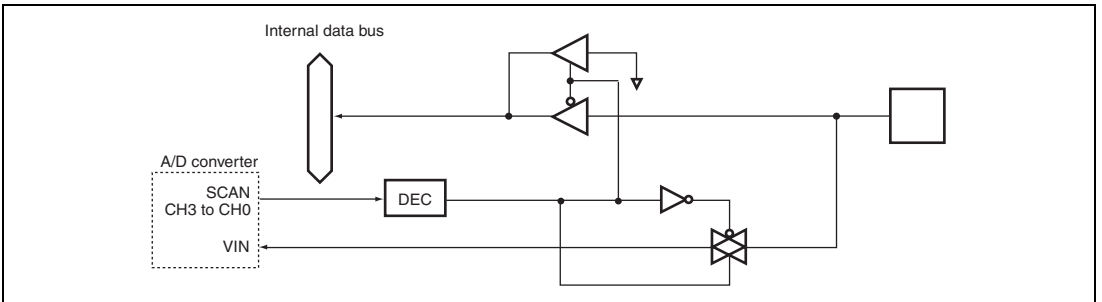 Internal data bus
A/D converter
SCAN
CH3 to CH0
DEC
VIN